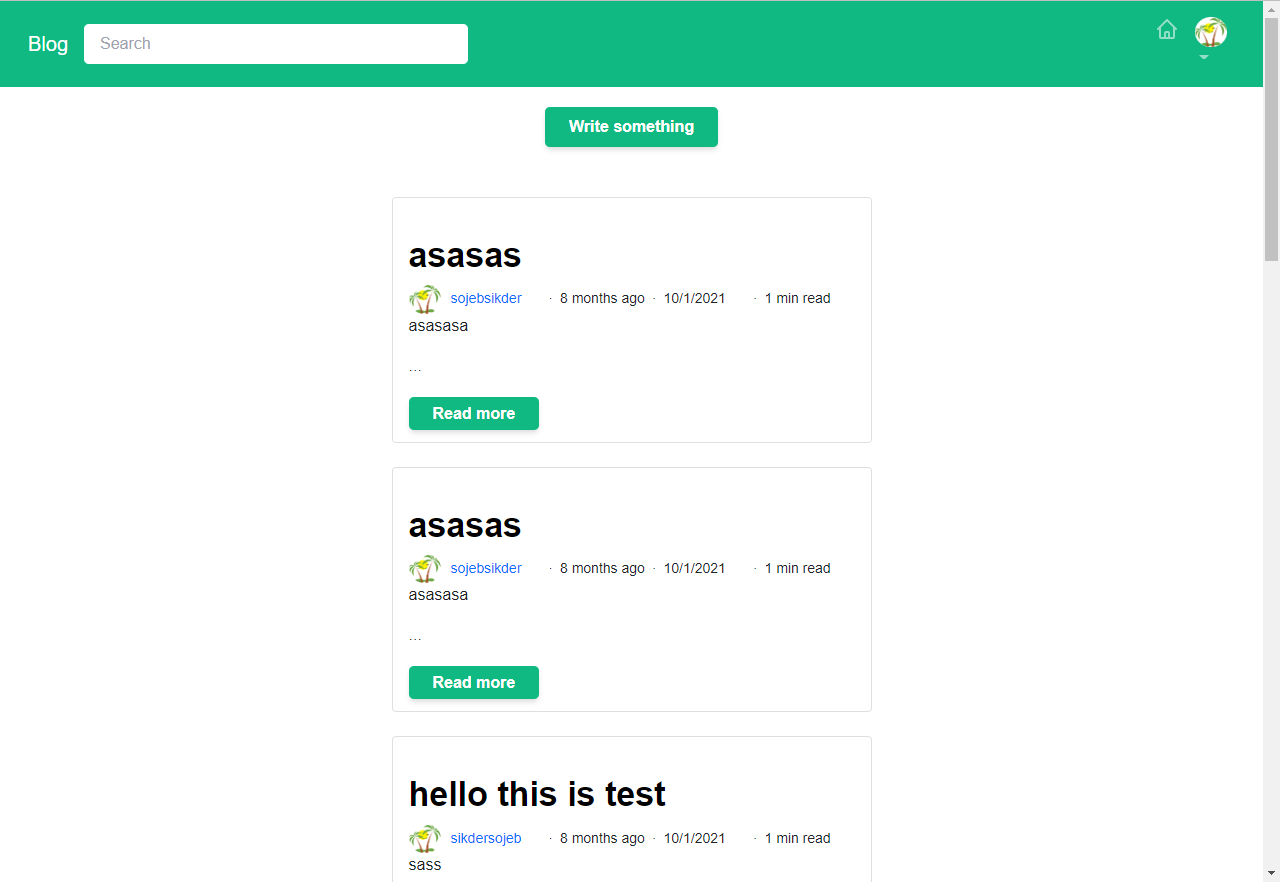 Blog Search
Write something
asasas
sojebsikder · 8 months ago · 10/1/2021 · 1 min read
asasasa
...
Read more
asasas
sojebsikder · 8 months ago · 10/1/2021 · 1 min read
asasasa
...
Read more
hello this is test
sikdersojeb · 8 months ago · 10/1/2021 · 1 min read
sass